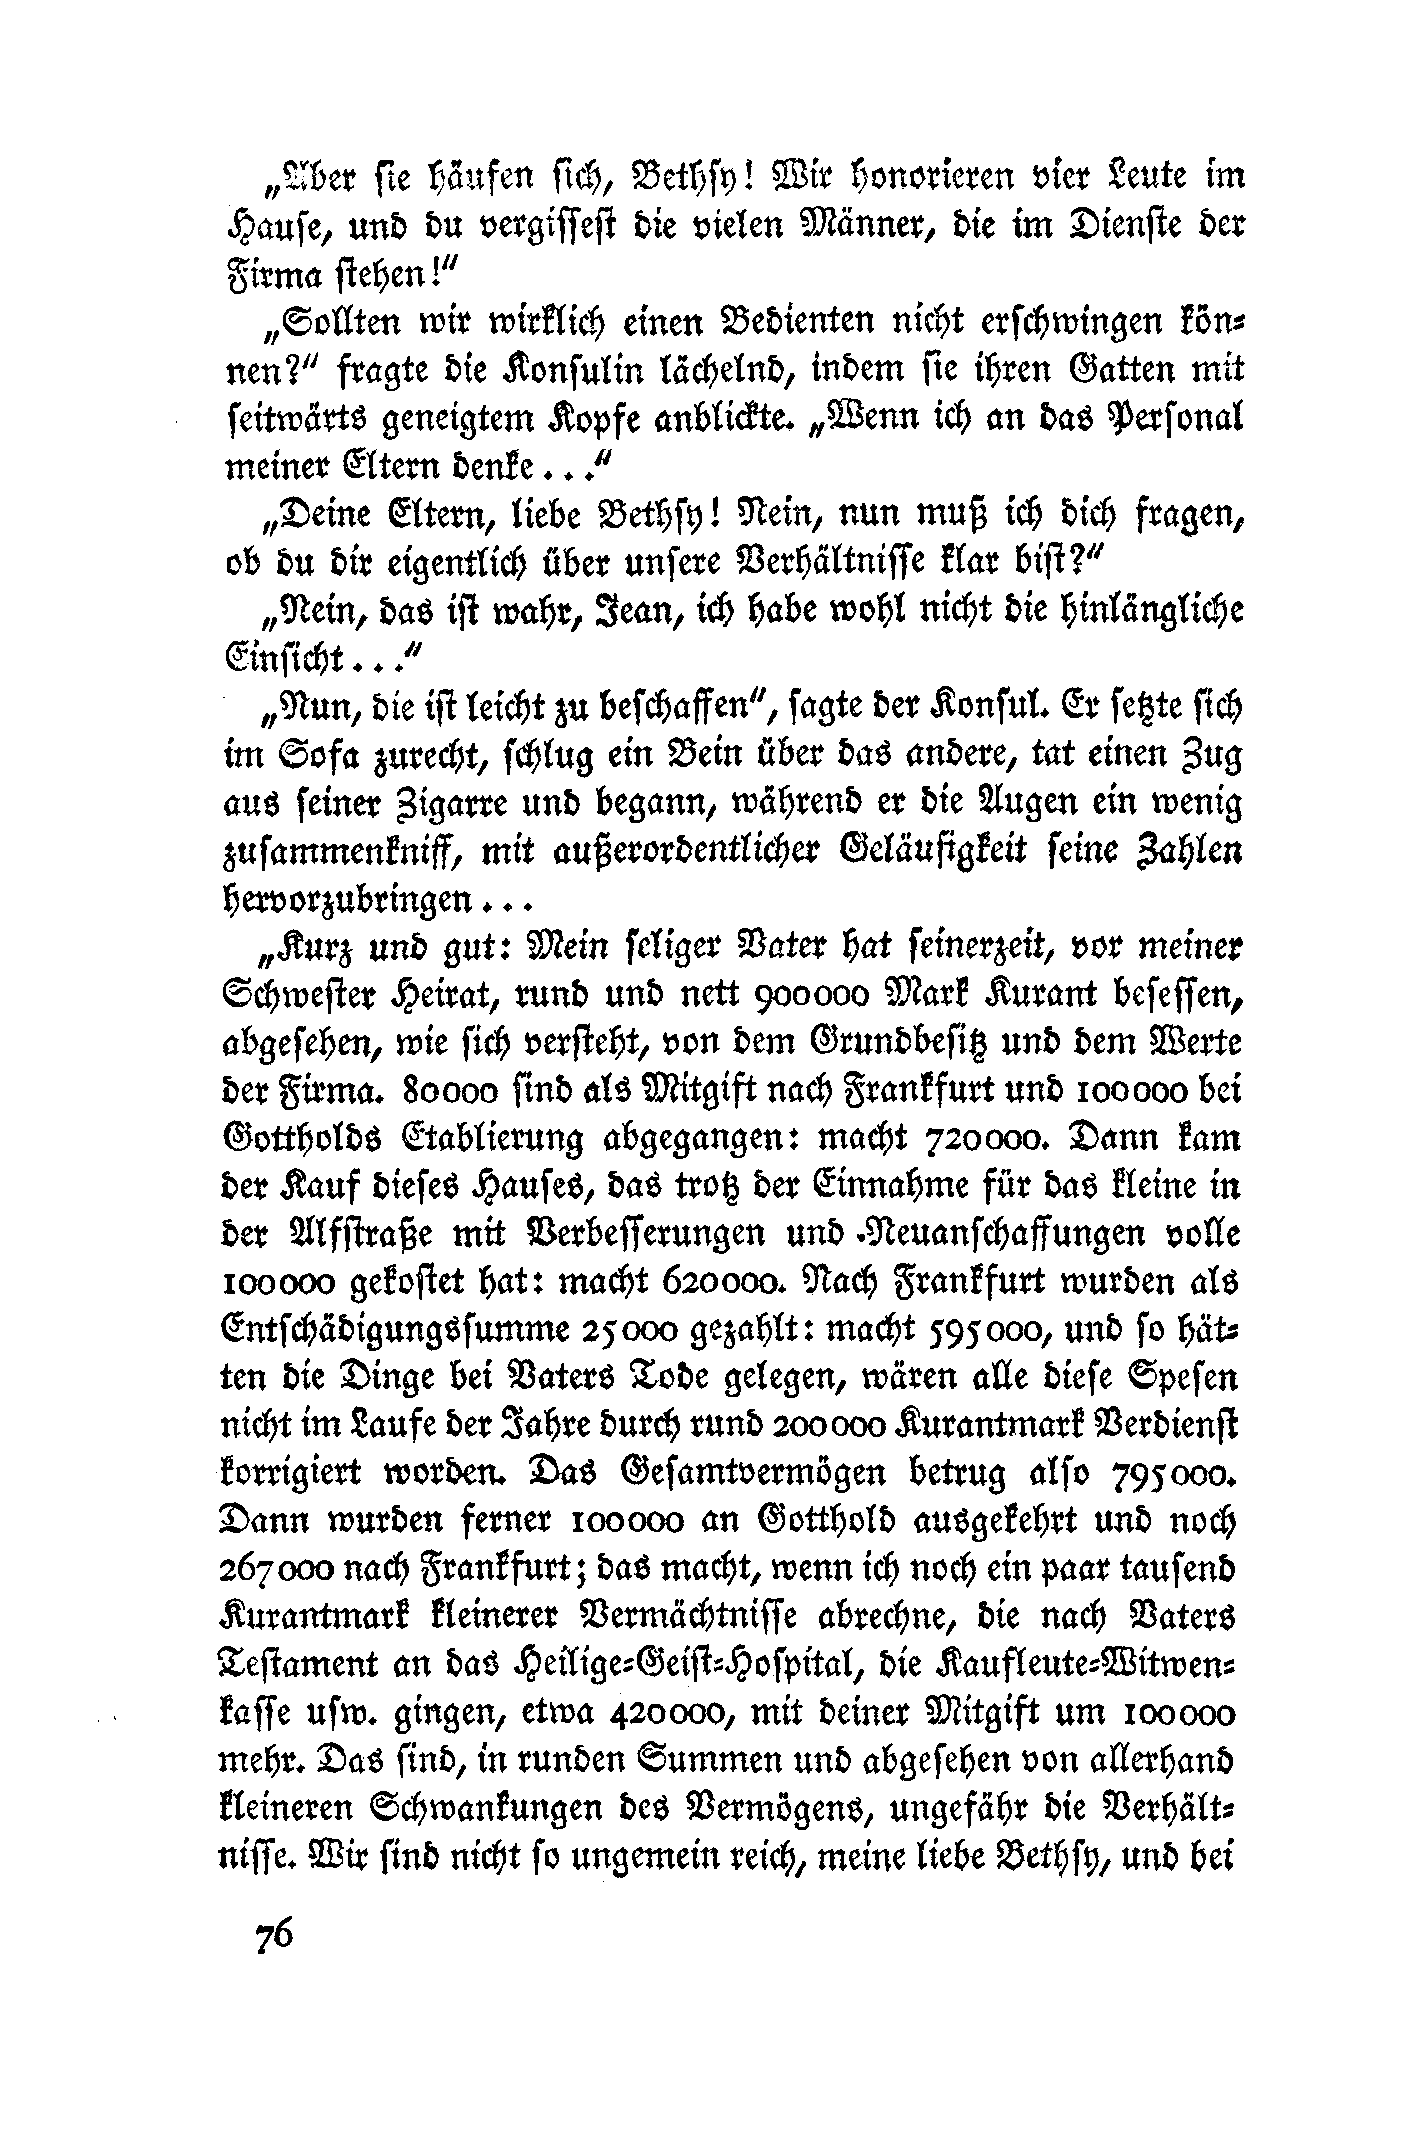 „Aber sie häufen sich, Bethsy! Wir honorieren vier Leute im
Hause, und du vergissest die vielen Männer, die im Dienste der
Firma stehen!“
„Sollten wir wirklich einen Bedienten nicht erschwingen kön-
nen?“ fragte die Konsulin lächelnd, indem sie ihren Gatten mit
seitwärts geneigtem Kopfe anblickte. „Wenn ich an das Personal
meiner Eltern denke...“
„Deine Eltern, liebe Bethsy! Nein, nun muß ich dich fragen,
ob du dir eigentlich über unsere Verhältnisse klar bist?“
„Nein, das ist wahr, Jean, ich habe wohl nicht die hinlängliche
Einsicht...“
„Nun, die ist leicht zu beschaffen“, sagte der Konsul. Er setzte sich
im Sofa zurecht, schlug ein Bein über das andere, tat einen Zug
aus seiner Zigarre und begann, während er die Augen ein wenig
zusammenkniff, mit außerordentlicher Geläufigkeit seine Zahlen
hervorzubringen...
„Kurz und gut: Mein seliger Vater hat seinerzeit, vor meiner
Schwester Heirat, rund und nett 900000 Mark Kurant besessen,
abgesehen, wie sich versteht, von dem Grundbesitz und dem Werte
der Firma. 80000 sind als Mitgift nach Frankfurt und 100000 bei
Gottholds Etablierung abgegangen: macht 720000. Dann kam
der Kauf dieses Hauses, das trotz der Einnahme für das kleine in
der Alfstraße mit Verbesserungen und Neuanschaffungen volle
100000 gekostet hat: macht 620000. Nach Frankfurt wurden als
Entschädigungssumme 25000 gezahlt: macht 595000, und so hät-
ten die Dinge bei Vaters Tode gelegen, wären alle diese Spesen
nicht im Laufe der Jahre durch rund 200000 Kurantmark Verdienst
korrigiert worden. Das Gesamtvermögen betrug also 795000.
Dann wurden ferner 100000 an Gotthold ausgekehrt und noch
267000 nach Frankfurt; das macht, wenn ich noch ein paar tausend
Kurantmark kleinerer Vermächtnisse abrechne, die nach Vaters
Testament an das Heilige-Geist-Hospital, die Kaufleute-Witwen-
kasse usw. gingen, etwa 420000, mit deiner Mitgift um 100000
mehr. Das sind, in runden Summen und abgesehen von allerhand
kleineren Schwankungen des Vermögens, ungefähr die Verhält-
nisse. Wir sind nicht so ungemein reich, meine liebe Bethsy, und bei
76